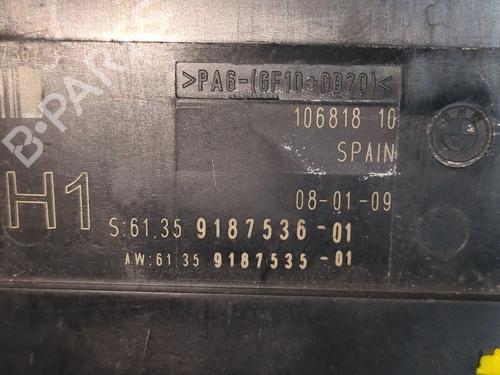 >PA6-(GF10+GB20)<
106818 10
SPAIN
H1
08-01-09
S:61.35 9187536-01
AW:61 35 9187535-01
B-PARTS
BMW